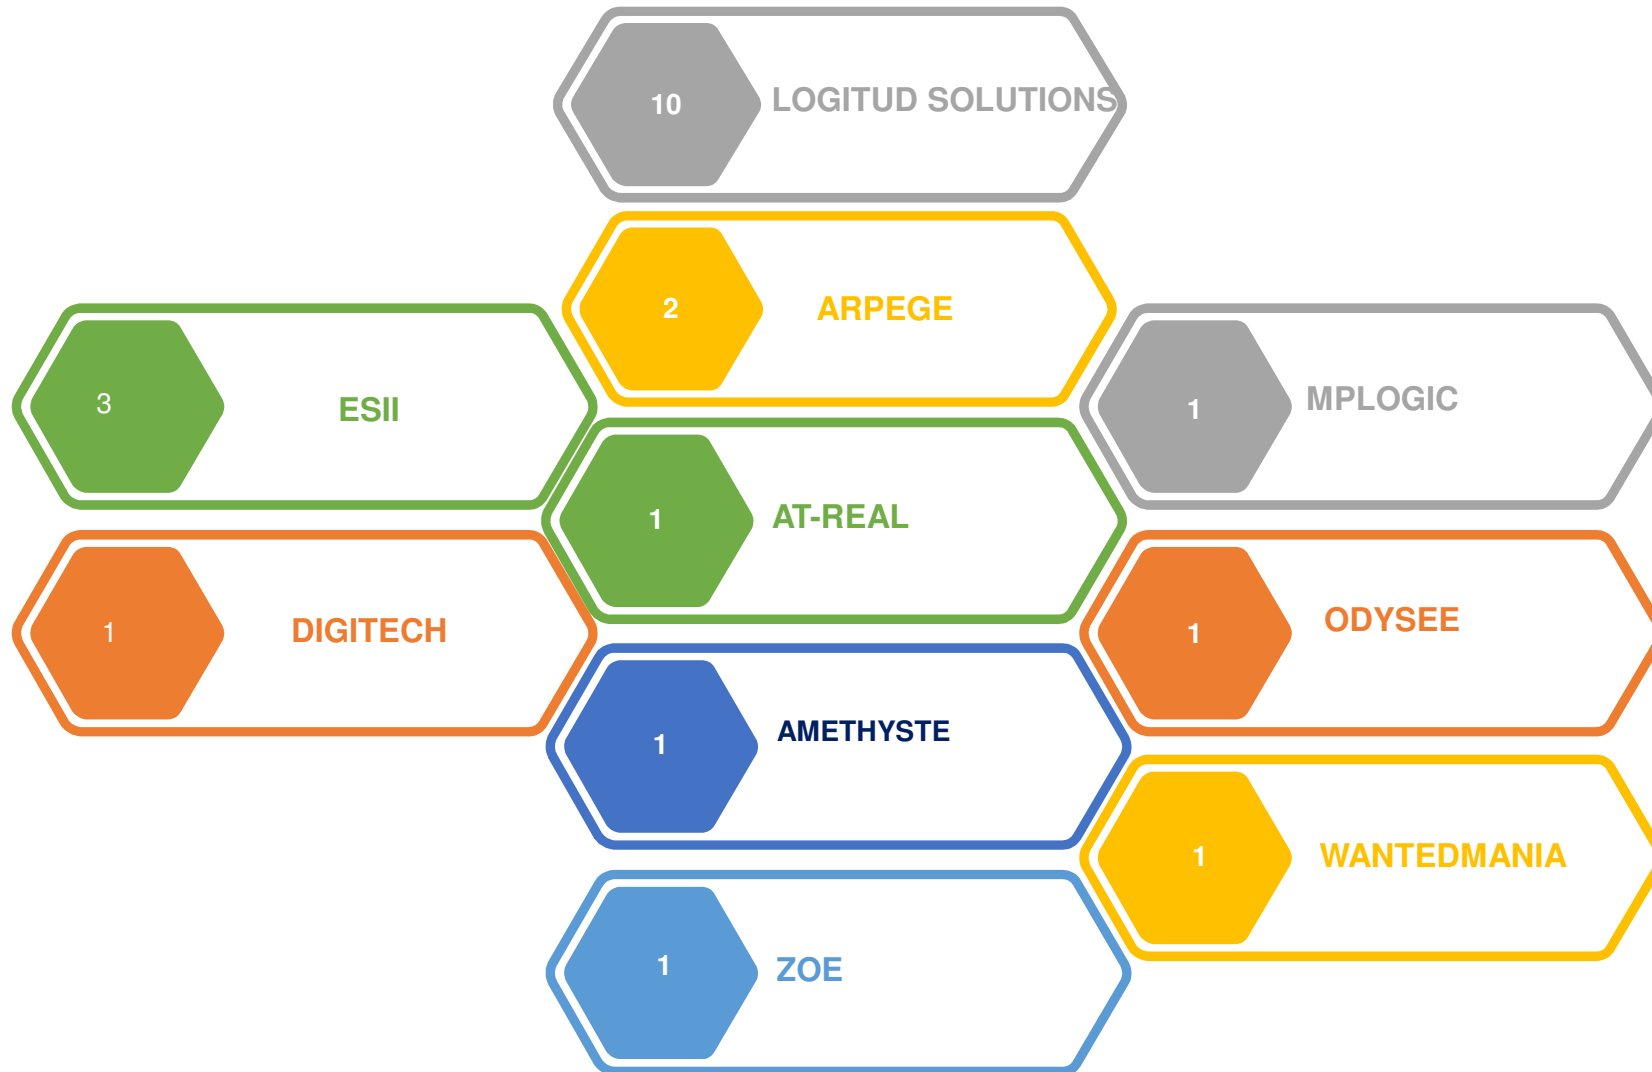 10
LOGITUD SOLUTIONS
2
ARPEGE
3
ESII
1
MPLOGIC
1
AT-REAL
1
DIGITECH
1
ODYSEE
1
AMETHYSTE
1
WANTEDMANIA
1
ZOE